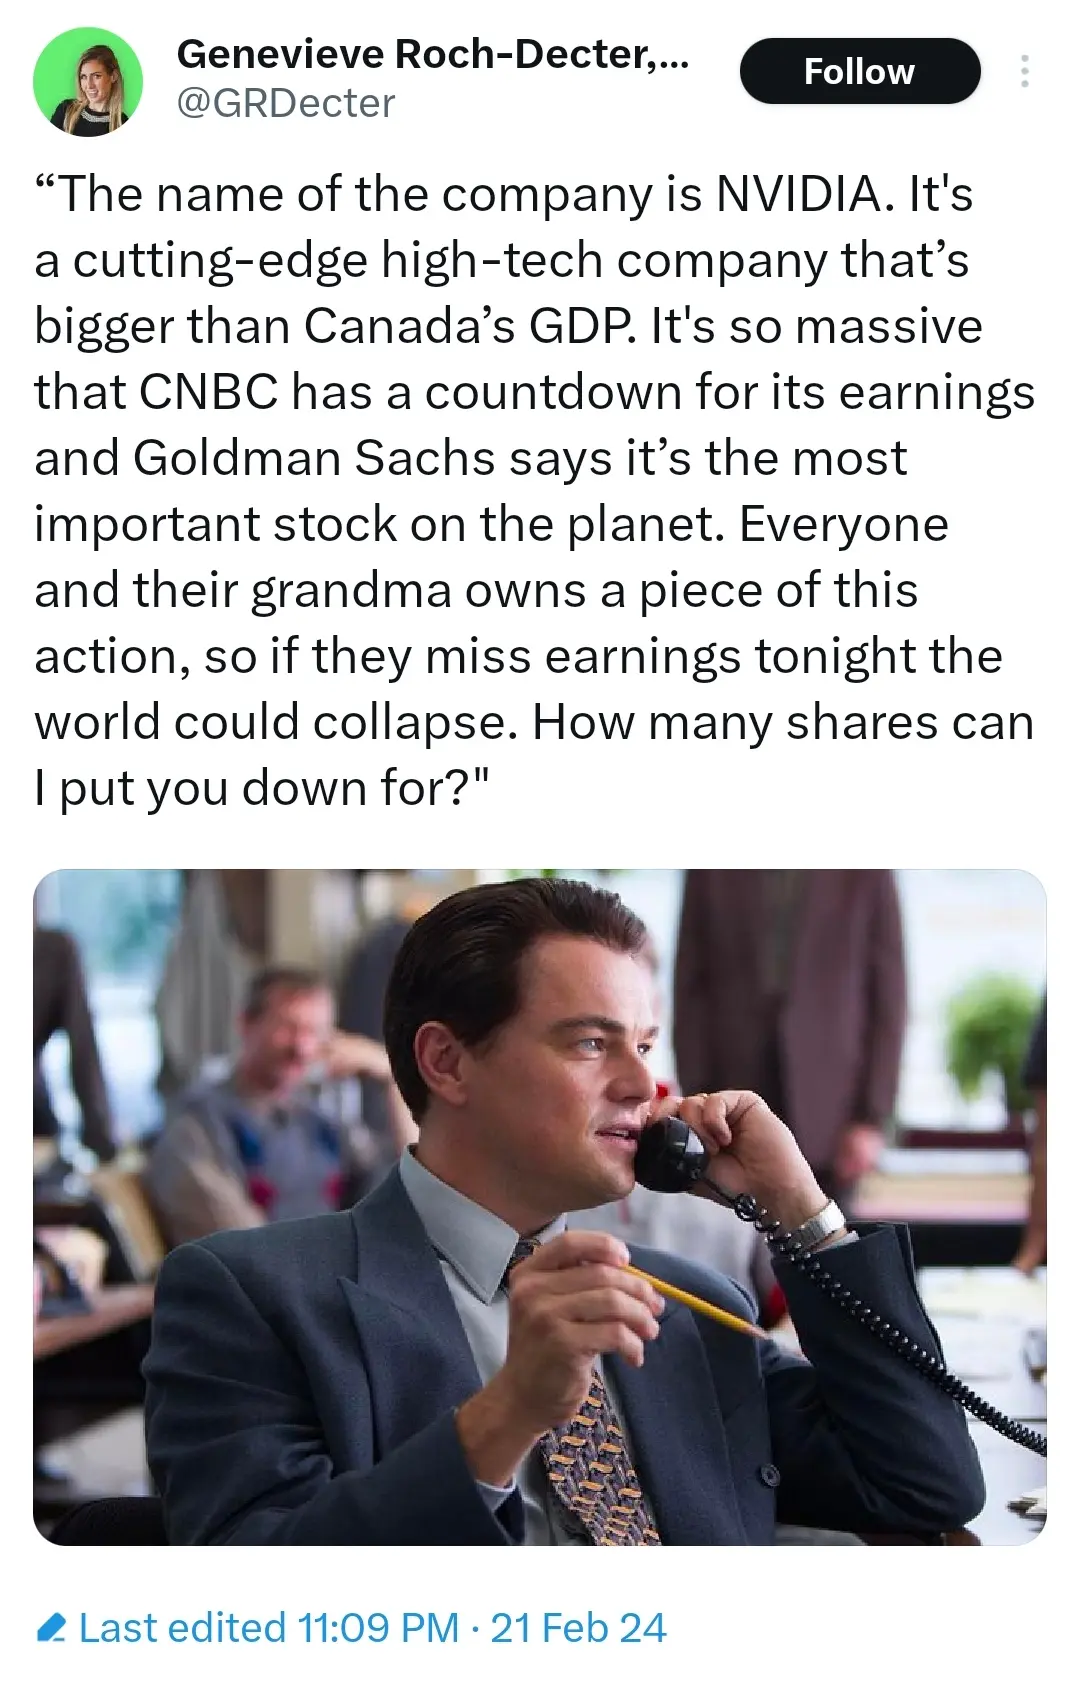 Genevieve Roch-Decter,...
@GRDecter
Follow
“The name of the company is NVIDIA. It's
a cutting-edge high-tech company that’s
bigger than Canada’s GDP. It's so massive
that CNBC has a countdown for its earnings
and Goldman Sachs says it’s the most
important stock on the planet. Everyone
and their grandma owns a piece of this
action, so if they miss earnings tonight the
world could collapse. How many shares can
I put you down for?"
Last edited 11:09 PM · 21 Feb 24